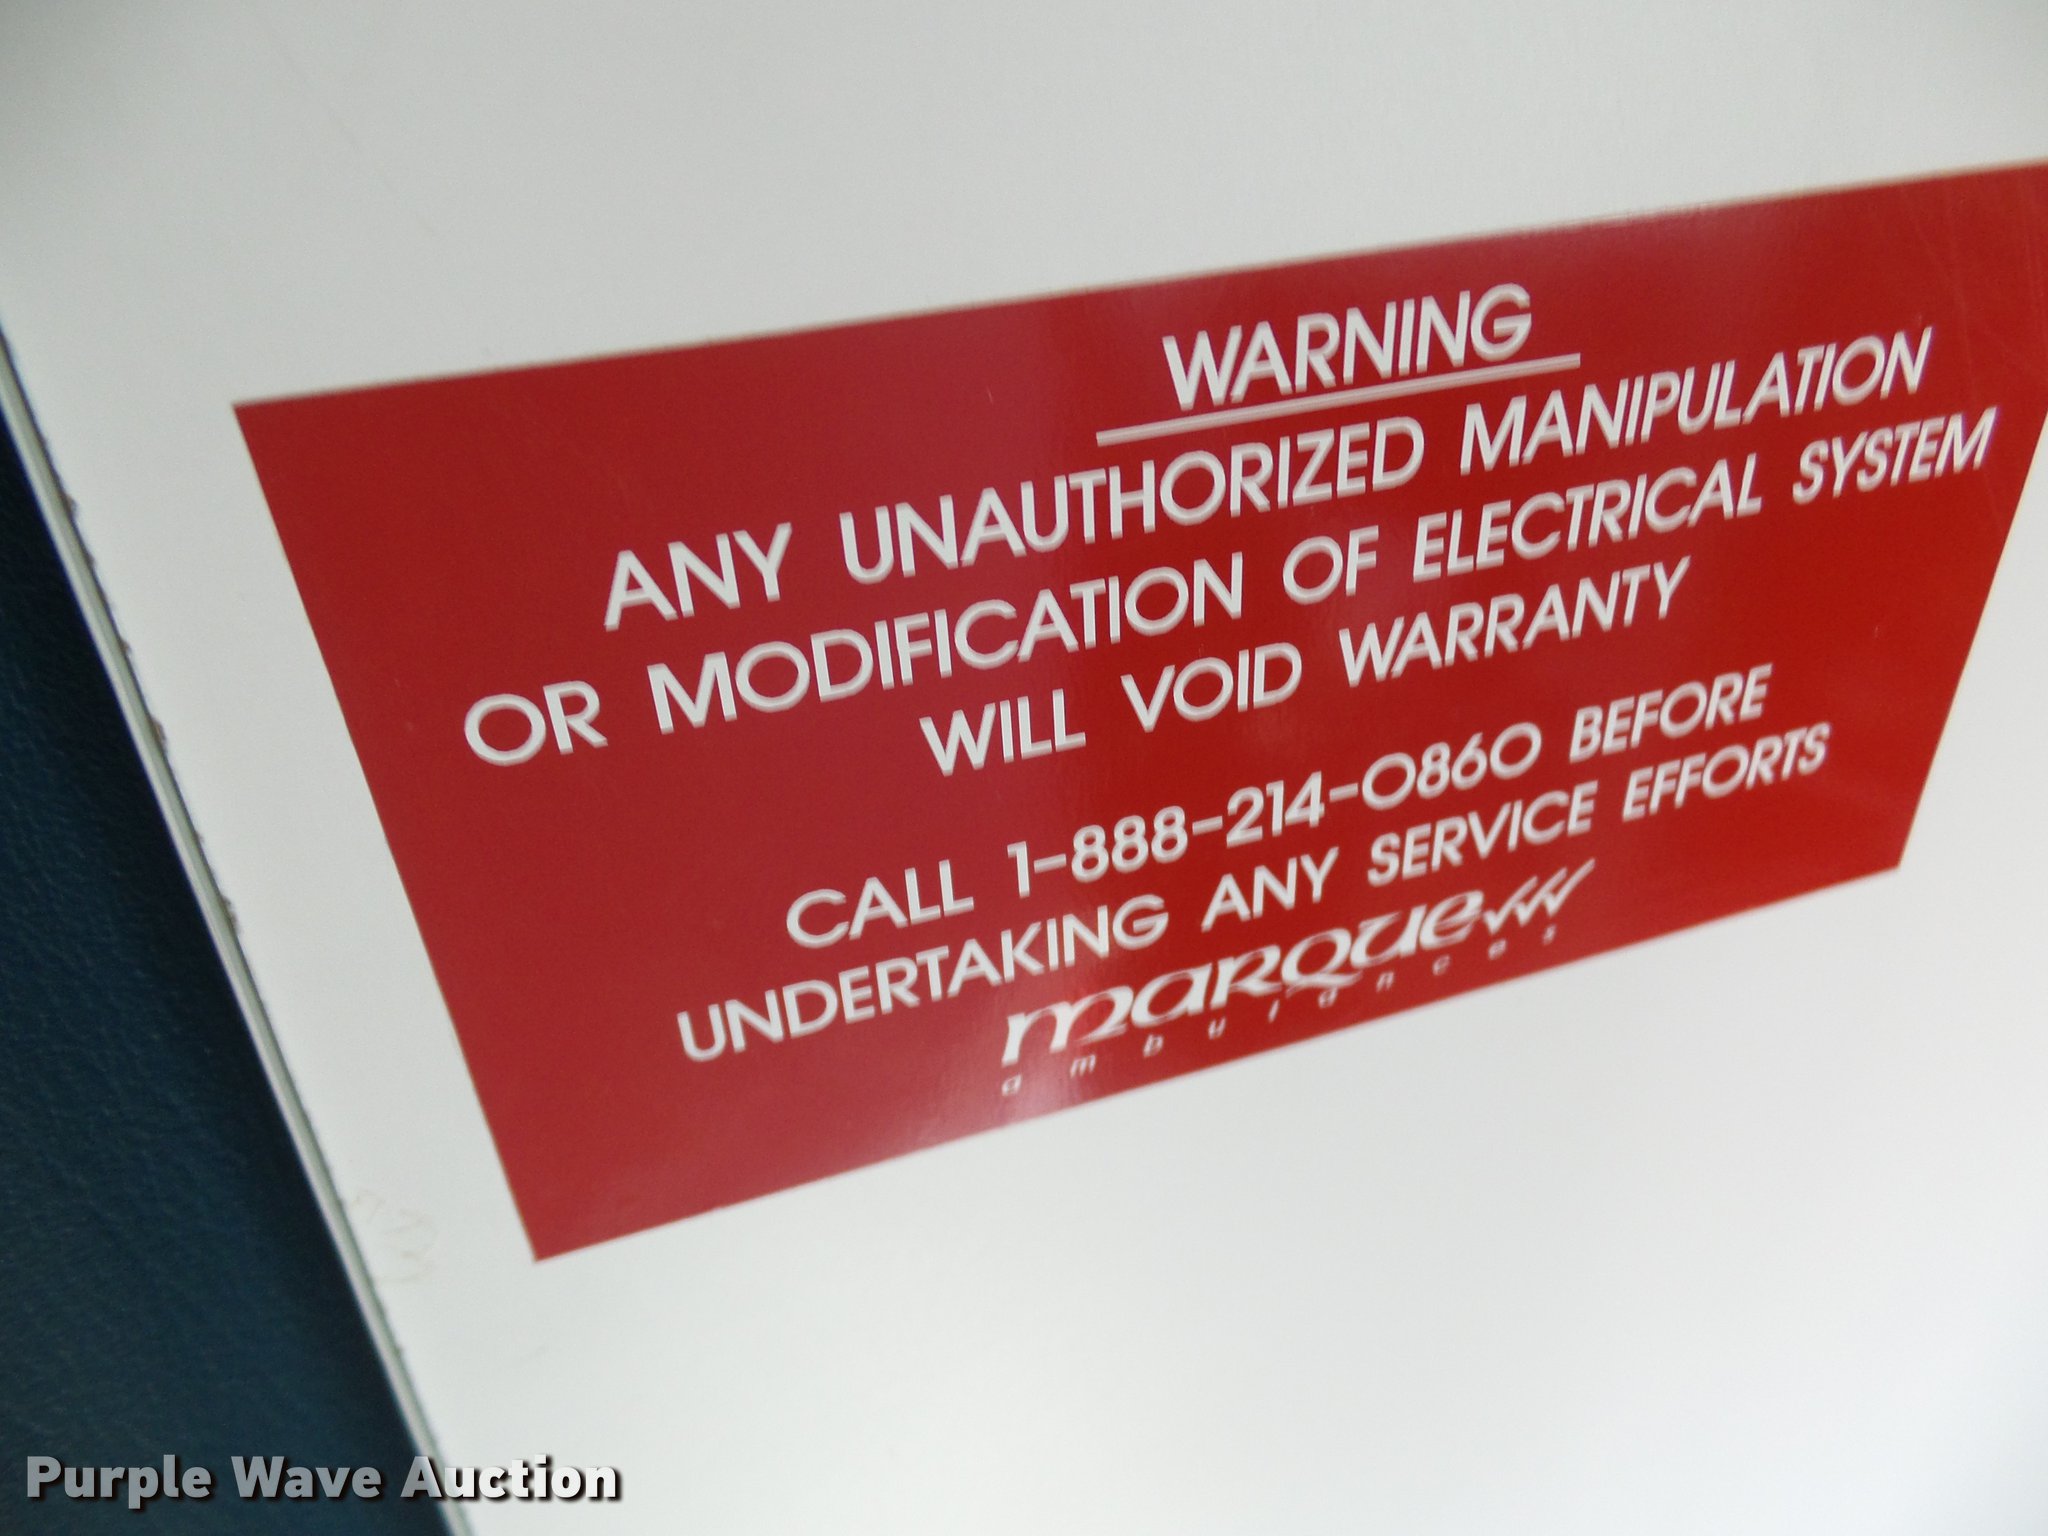 WARNING
ANY UNAUTHORIZED MANIPULATION
OR MODIFICATION OF ELECTRICAL SYSTEM
WILL VOID WARRANTY
CALL 1-888-214-0860 BEFORE
UNDERTAKING ANY SERVICE EFFORTS
marque
ambulances
Purple Wave Auction